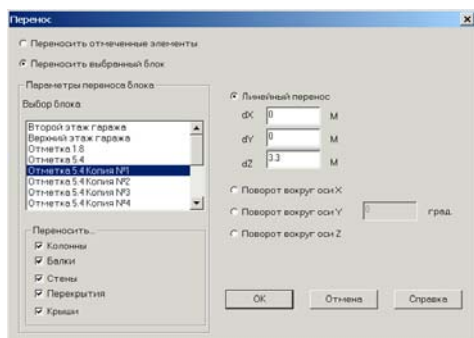 Перенос
Переносить отмеченные элементы
Переносить выбранный блок
Параметры переноса блока
Выбор блока:
Второй этаж гаража
Верхний этаж гаража
Отметка 1.8
Отметка 5.4
Отметка 5.4 Копия №1
Отметка 5.4 Копия №2
Отметка 5.4 Копия №3
Отметка 5.4 Копия №4
Переносить...
Колонны
Балки
Стены
Перекрытия
Крыши
Линейный перенос
dX 0 М
dY 0 М
dZ 3.3 М
Поворот вокруг оси X
Поворот вокруг оси Y 0 град.
Поворот вокруг оси Z
OK Отмена Справка